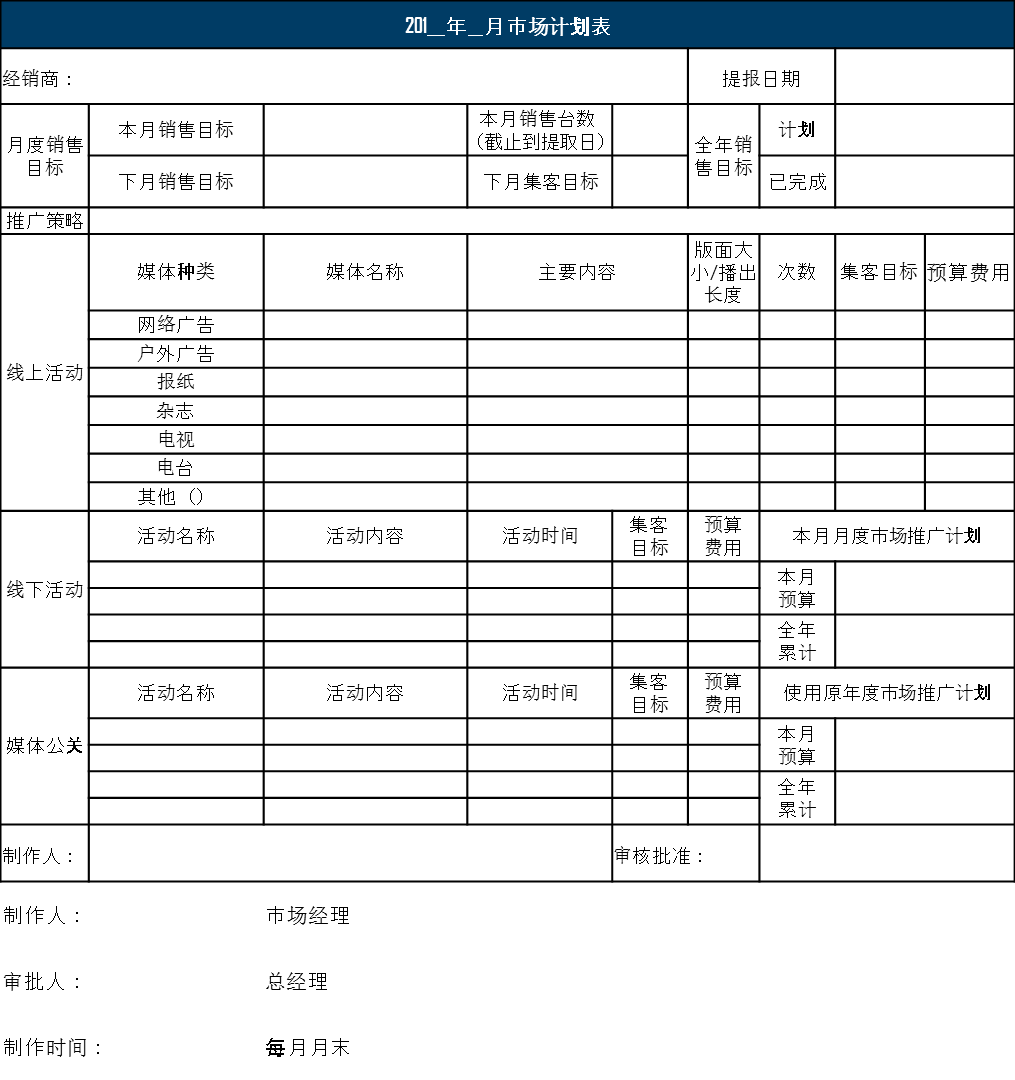 201__年__月市场计划表
经销商：
提报日期
月度销售
目标
本月销售目标
本月销售台数
（截止到提取日）
全年销
售目标
计划
下月销售目标
下月集客目标
已完成
推广策略
线上活动
媒体种类
媒体名称
主要内容
版面大
小/播出
长度
次数
集客目标
预算费用
网络广告
户外广告
报纸
杂志
电视
电台
其他（）
线下活动
活动名称
活动内容
活动时间
集客
目标
预算
费用
本月月度市场推广计划
本月
预算
全年
累计
媒体公关
活动名称
活动内容
活动时间
集客
目标
预算
费用
使用原年度市场推广计划
本月
预算
全年
累计
制作人：
审核批准：
制作人：
市场经理
审批人：
总经理
制作时间：
每月月末